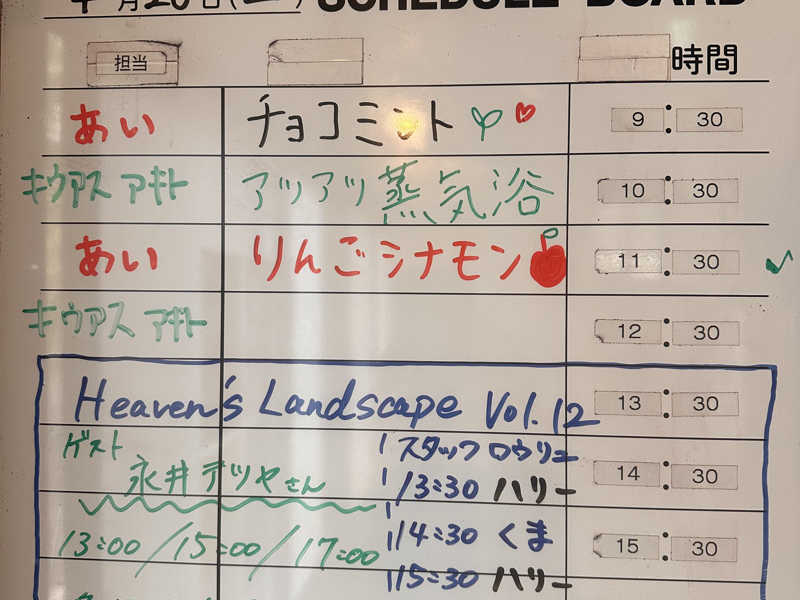 SCHEDULE BOARD
担当 時間
あい チョコミント 9:30
キウアス アキト アツアツ蒸気浴 10:30
あい りんごシナモン 11:30
キウアス アキト 12:30
Heaven's Landscape Vol.12 13:30
ゲスト スタッフ ロウリュ
永井テツヤさん 13:30 ハリー 14:30
13:00/15:00/17:00 14:30 くま 15:30
15:30 ハリー